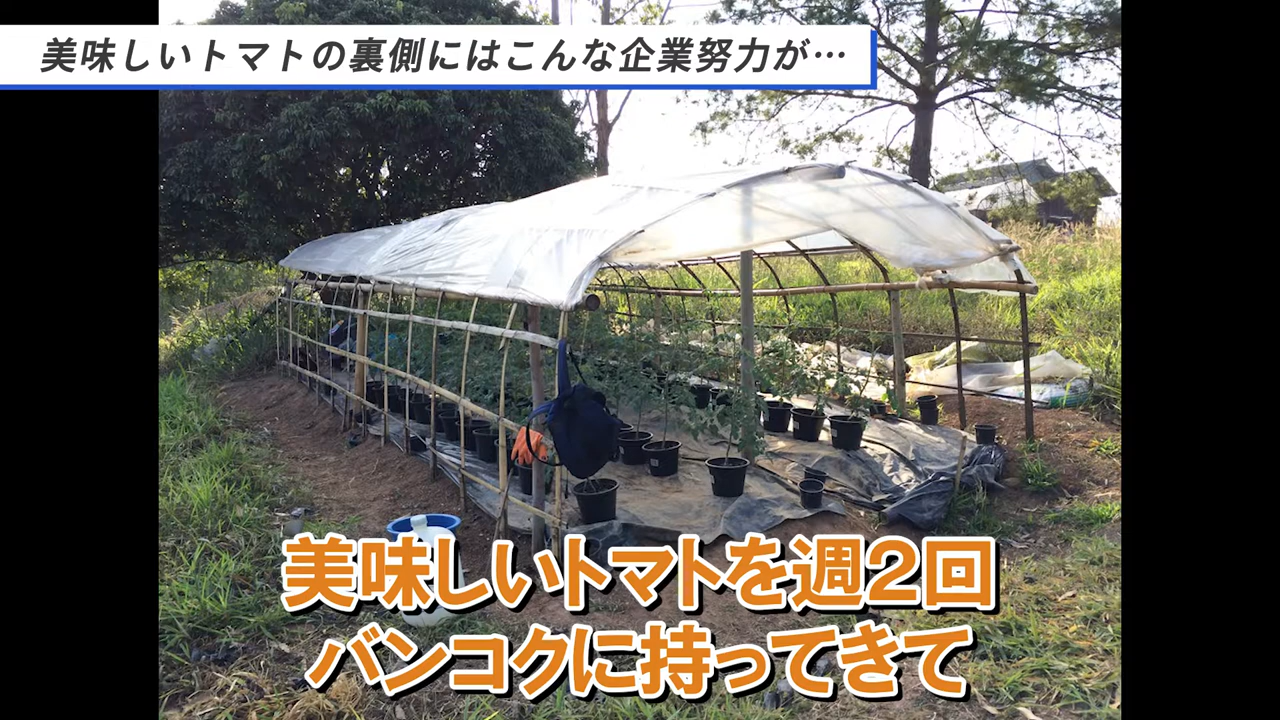 美味しいトマトの裏側にはこんな企業努力が…
美味しいトマトを週2回
バンコクに持ってきて